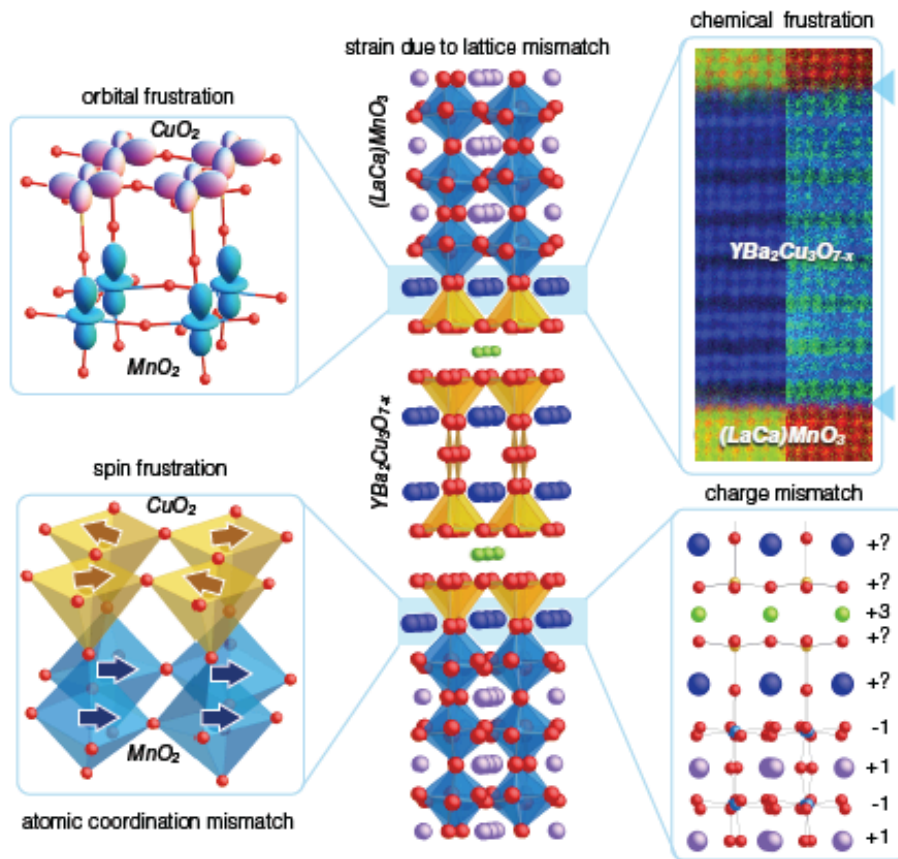 chemical frustration
strain due to lattice mismatch
orbital frustration
CuO₂
(LaCa)MnO₃
YBa₂Cu₃O₇₋ₓ
MnO₂
(LaCa)MnO₃
YBa₂Cu₃O₇₋ₓ
spin frustration
CuO₂
charge mismatch
+?
+?
+3
+?
+?
-1
+1
-1
+1
MnO₂
atomic coordination mismatch